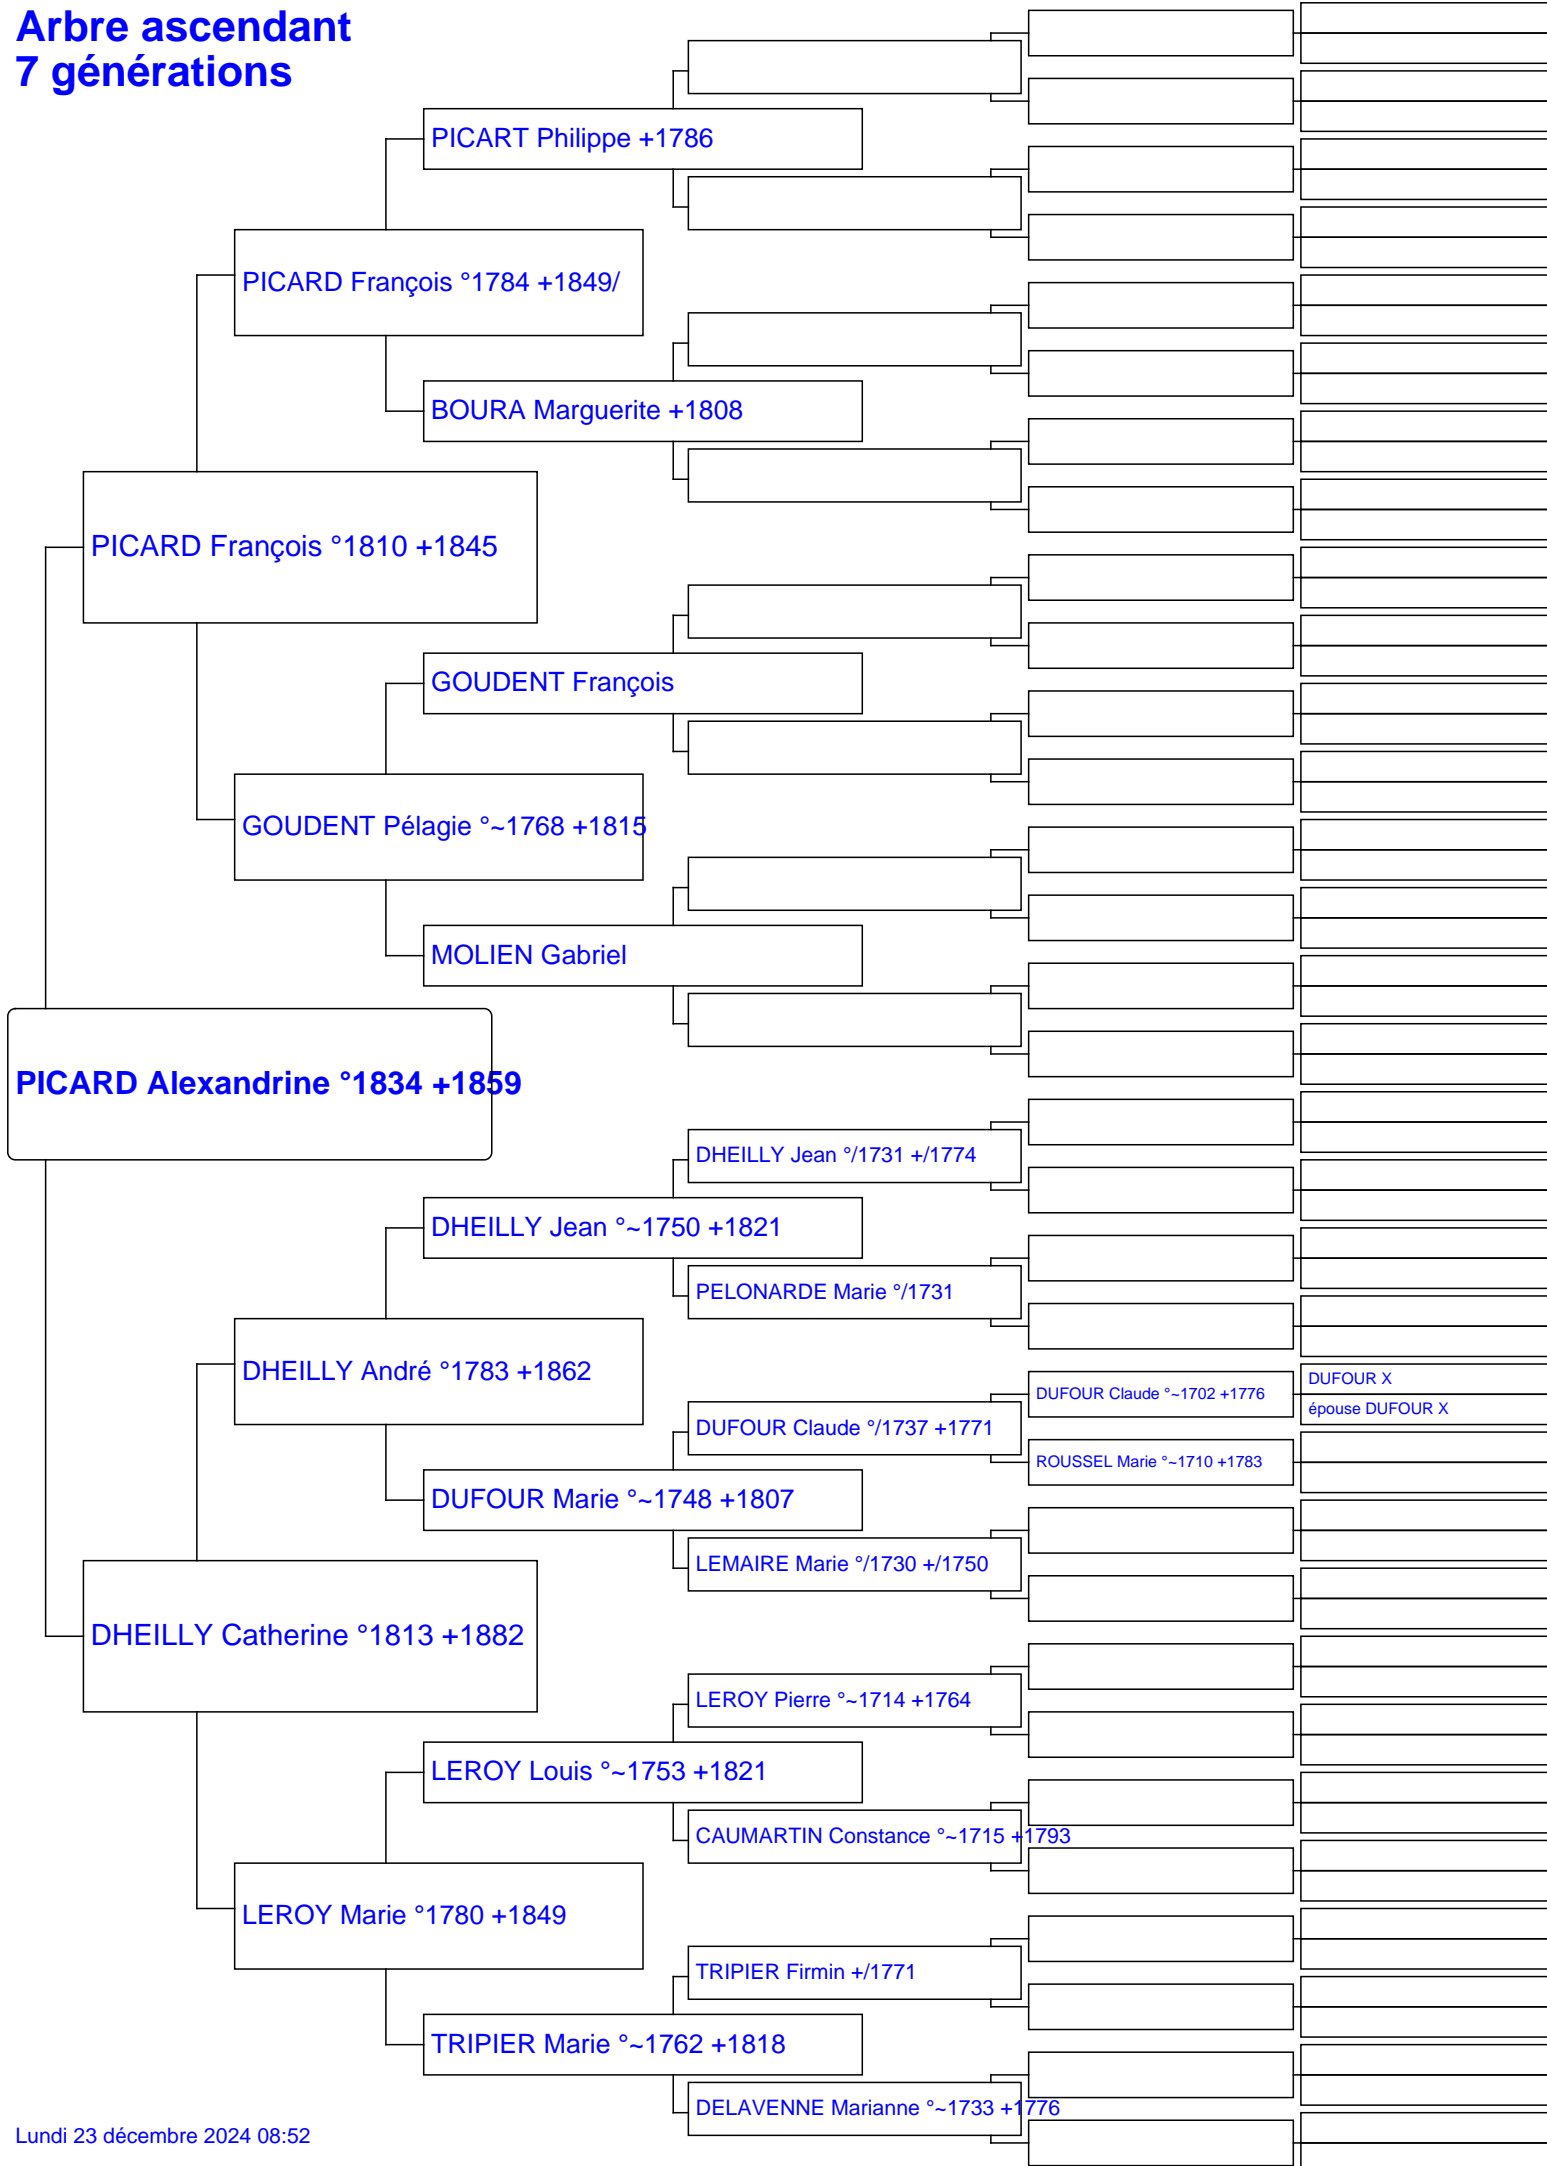 Arbre ascendant
7 générations
PICART Philippe +1786
PICARD François °1784 +1849/
BOURA Marguerite +1808
PICARD François °1810 +1845
GOUDENT François
GOUDENT Pélagie °~1768 +1815
MOLIEN Gabriel
PICARD Alexandrine °1834 +1859
DHEILLY Jean °/1731 +/1774
DHEILLY Jean °~1750 +1821
PELONARDE Marie °/1731
DHEILLY André °1783 +1862
DUFOUR X
DUFOUR Claude °~1702 +1776
épouse DUFOUR X
DUFOUR Claude °/1737 +1771
ROUSSEL Marie °~1710 +1783
DUFOUR Marie °~1748 +1807
LEMAIRE Marie °/1730 +/1750
DHEILLY Catherine °1813 +1882
LEROY Pierre °~1714 +1764
LEROY Louis °~1753 +1821
CAUMARTIN Constance °~1715 +1793
LEROY Marie °1780 +1849
TRIPIER Firmin +/1771
TRIPIER Marie °~1762 +1818
DELAVENNE Marianne °~1733 +1776
Lundi 23 décembre 2024 08:52